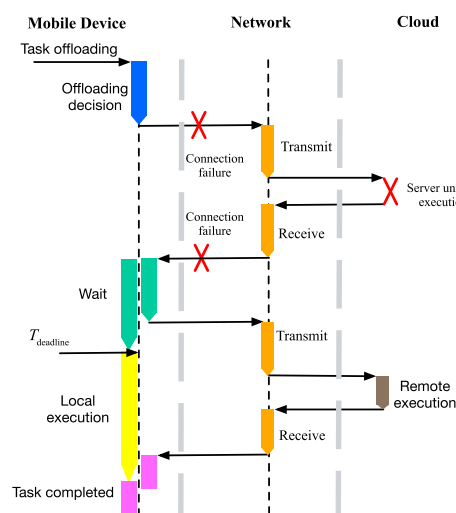 Mobile Device
Network
Cloud
Task offloading
Offloading
decision
Transmit
Connection
failure
Server
Receive
Connection
failure
Wait
Transmit
T deadline
Local
execution
Remote
execution
Receive
Task completed